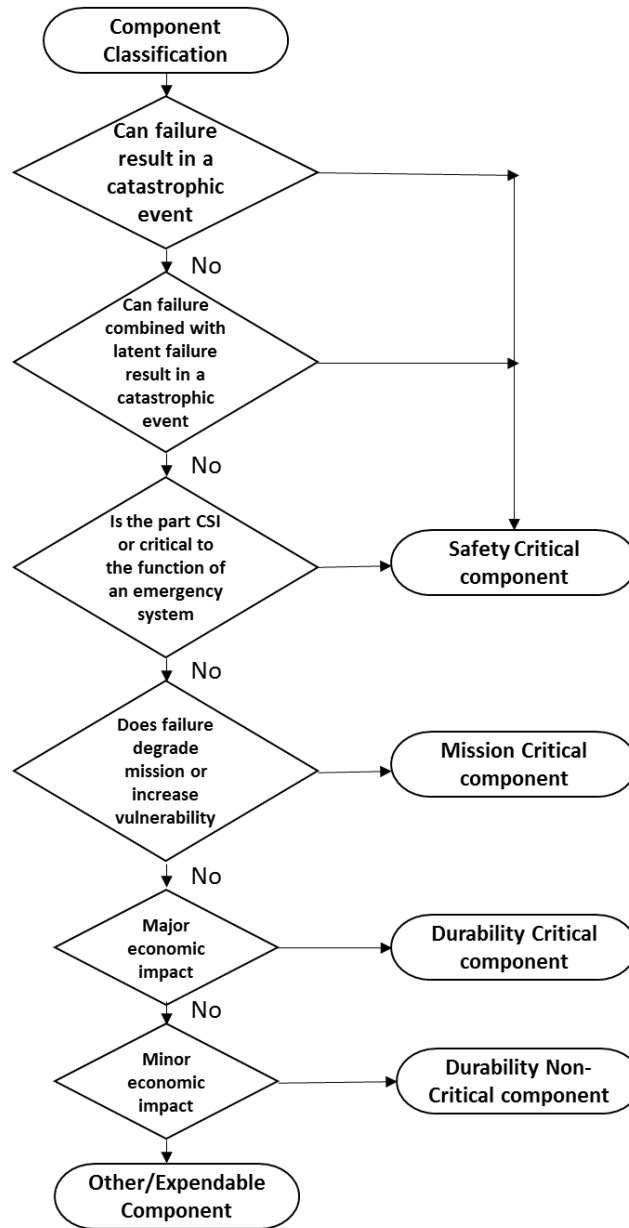 Component
Classification
Can failure
result in a
catastrophic
event
No
Can failure
combined with
latent failure
result in a
catastrophic
event
No
Is the part CSI
or critical to
the function of
an emergency
system
Safety Critical
component
No
Does failure
degrade
mission or
increase
vulnerability
Mission Critical
component
No
Major
economic
impact
Durability Critical
component
No
Minor
economic
impact
Durability Non-
Critical component
Other/Expendable
Component